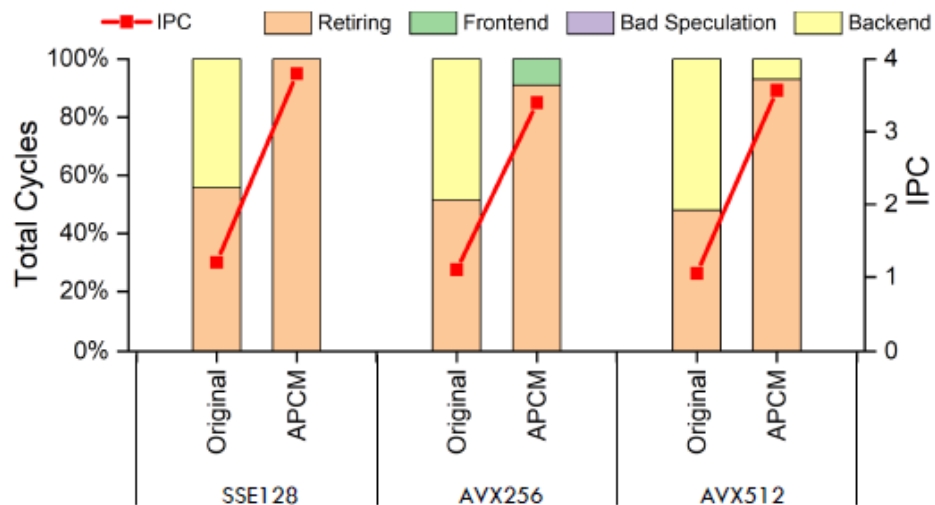 IPC Retiring Frontend Bad Speculation Backend
100% 4
80% 3
60% 2
40% 1
20% 0
0%
Total Cycles
IPC
Original APCM Original APCM Original APCM
SSE128 AVX256 AVX512